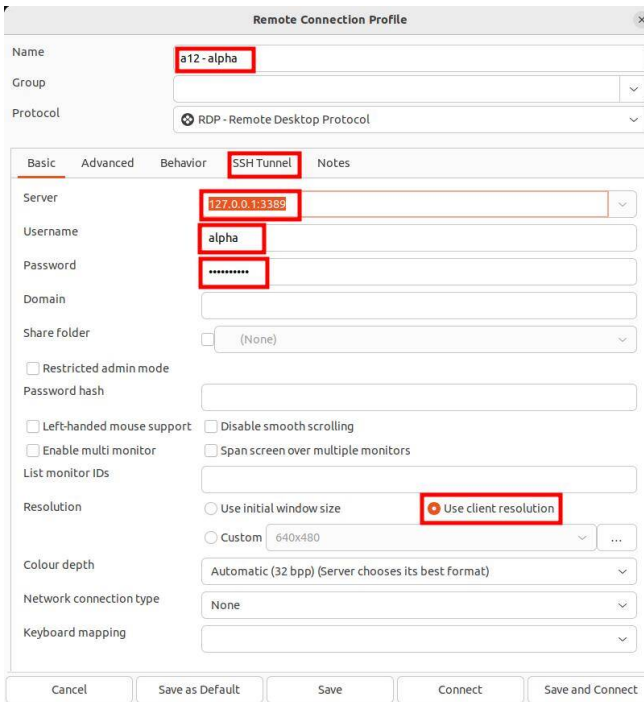 Remote Connection Profile
Name
a12 - alpha
Group
Protocol
RDP - Remote Desktop Protocol
Basic Advanced Behavior SSH Tunnel Notes
Server
127.0.0.1:3389
Username
alpha
Password
••••••••••
Domain
Share folder
(None)
Restricted admin mode
Password hash
Left-handed mouse support Disable smooth scrolling
Enable multi monitor Span screen over multiple monitors
List monitor IDs
Resolution Use initial window size Use client resolution
Custom 640x480 ...
Colour depth Automatic (32 bpp) (Server chooses its best format)
Network connection type None
Keyboard mapping
Cancel Save as Default Save Connect Save and Connect